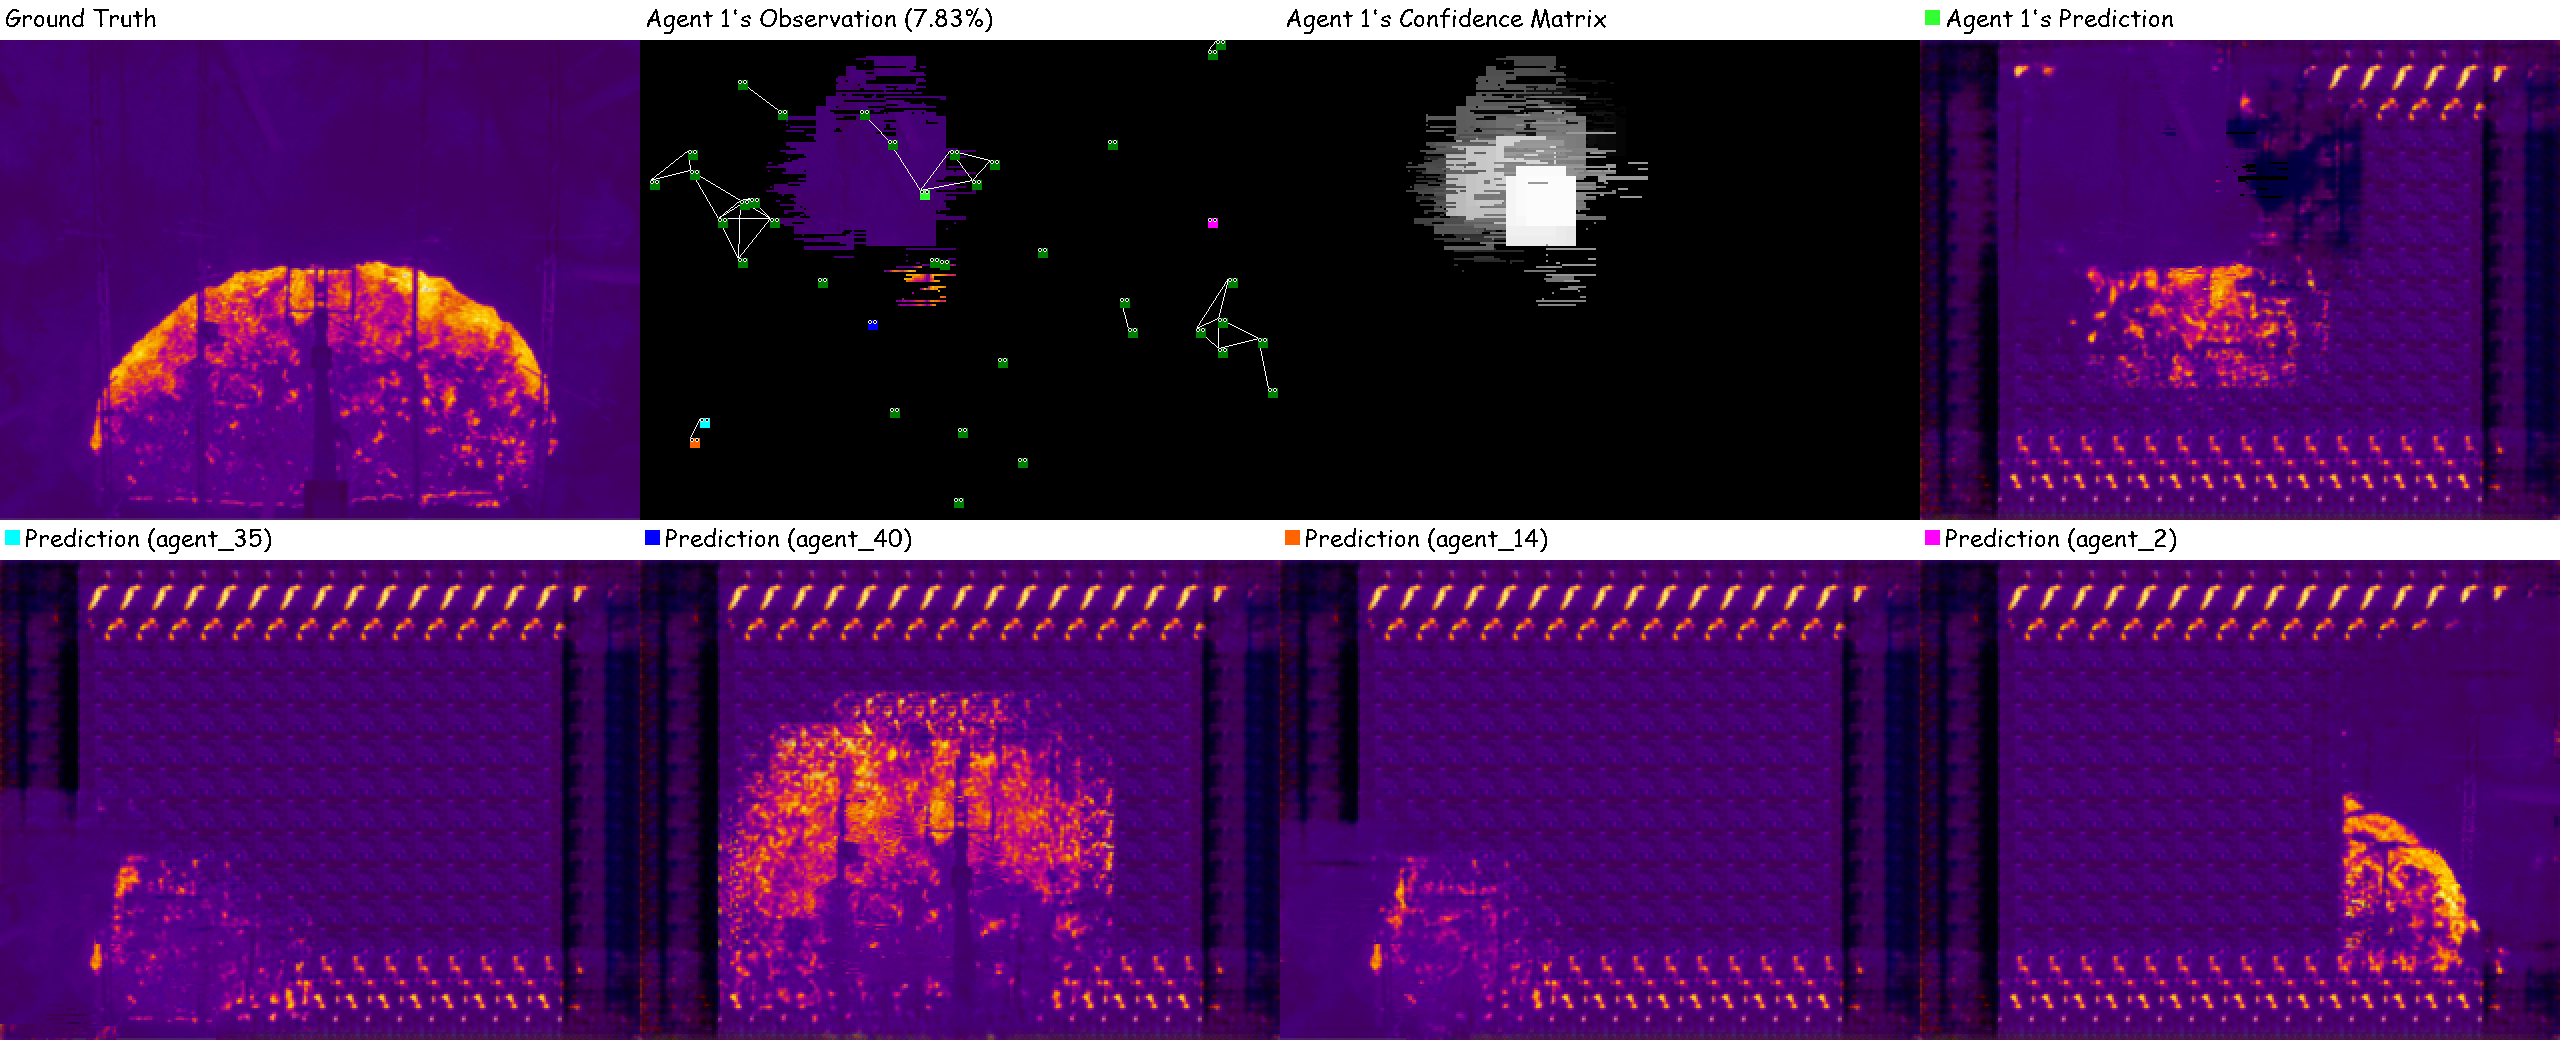 Ground Truth
Agent 1's Observation (7.83%)
Agent 1's Confidence Matrix
Agent 1's Prediction
Prediction (agent_35)
Prediction (agent_40)
Prediction (agent_14)
Prediction (agent_2)